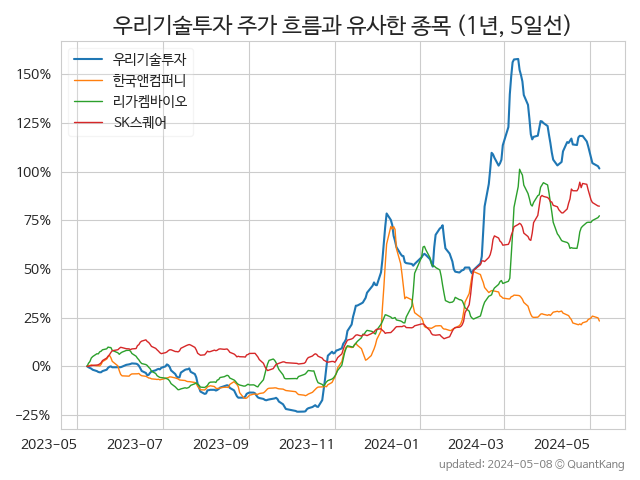 우리기술투자 주가 흐름과 유사한 종목 (1년, 5일선)
우리기술투자
한국앤컴퍼니
리가켐바이오
SK스퀘어
150%
125%
100%
75%
50%
25%
0%
−25%
2023-05 2023-07 2023-09 2023-11 2024-01 2024-03 2024-05
updated: 2024-05-08 © QuantKang